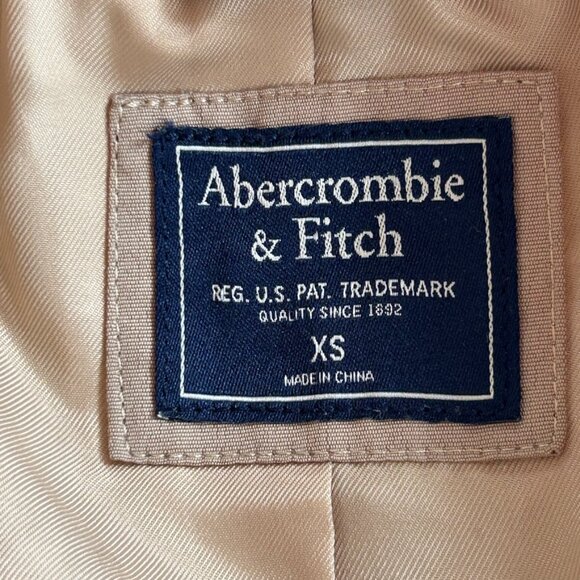 Abercrombie
& Fitch
REG. U.S. PAT. TRADEMARK
QUALITY SINCE 1892
XS
MADE IN CHINA